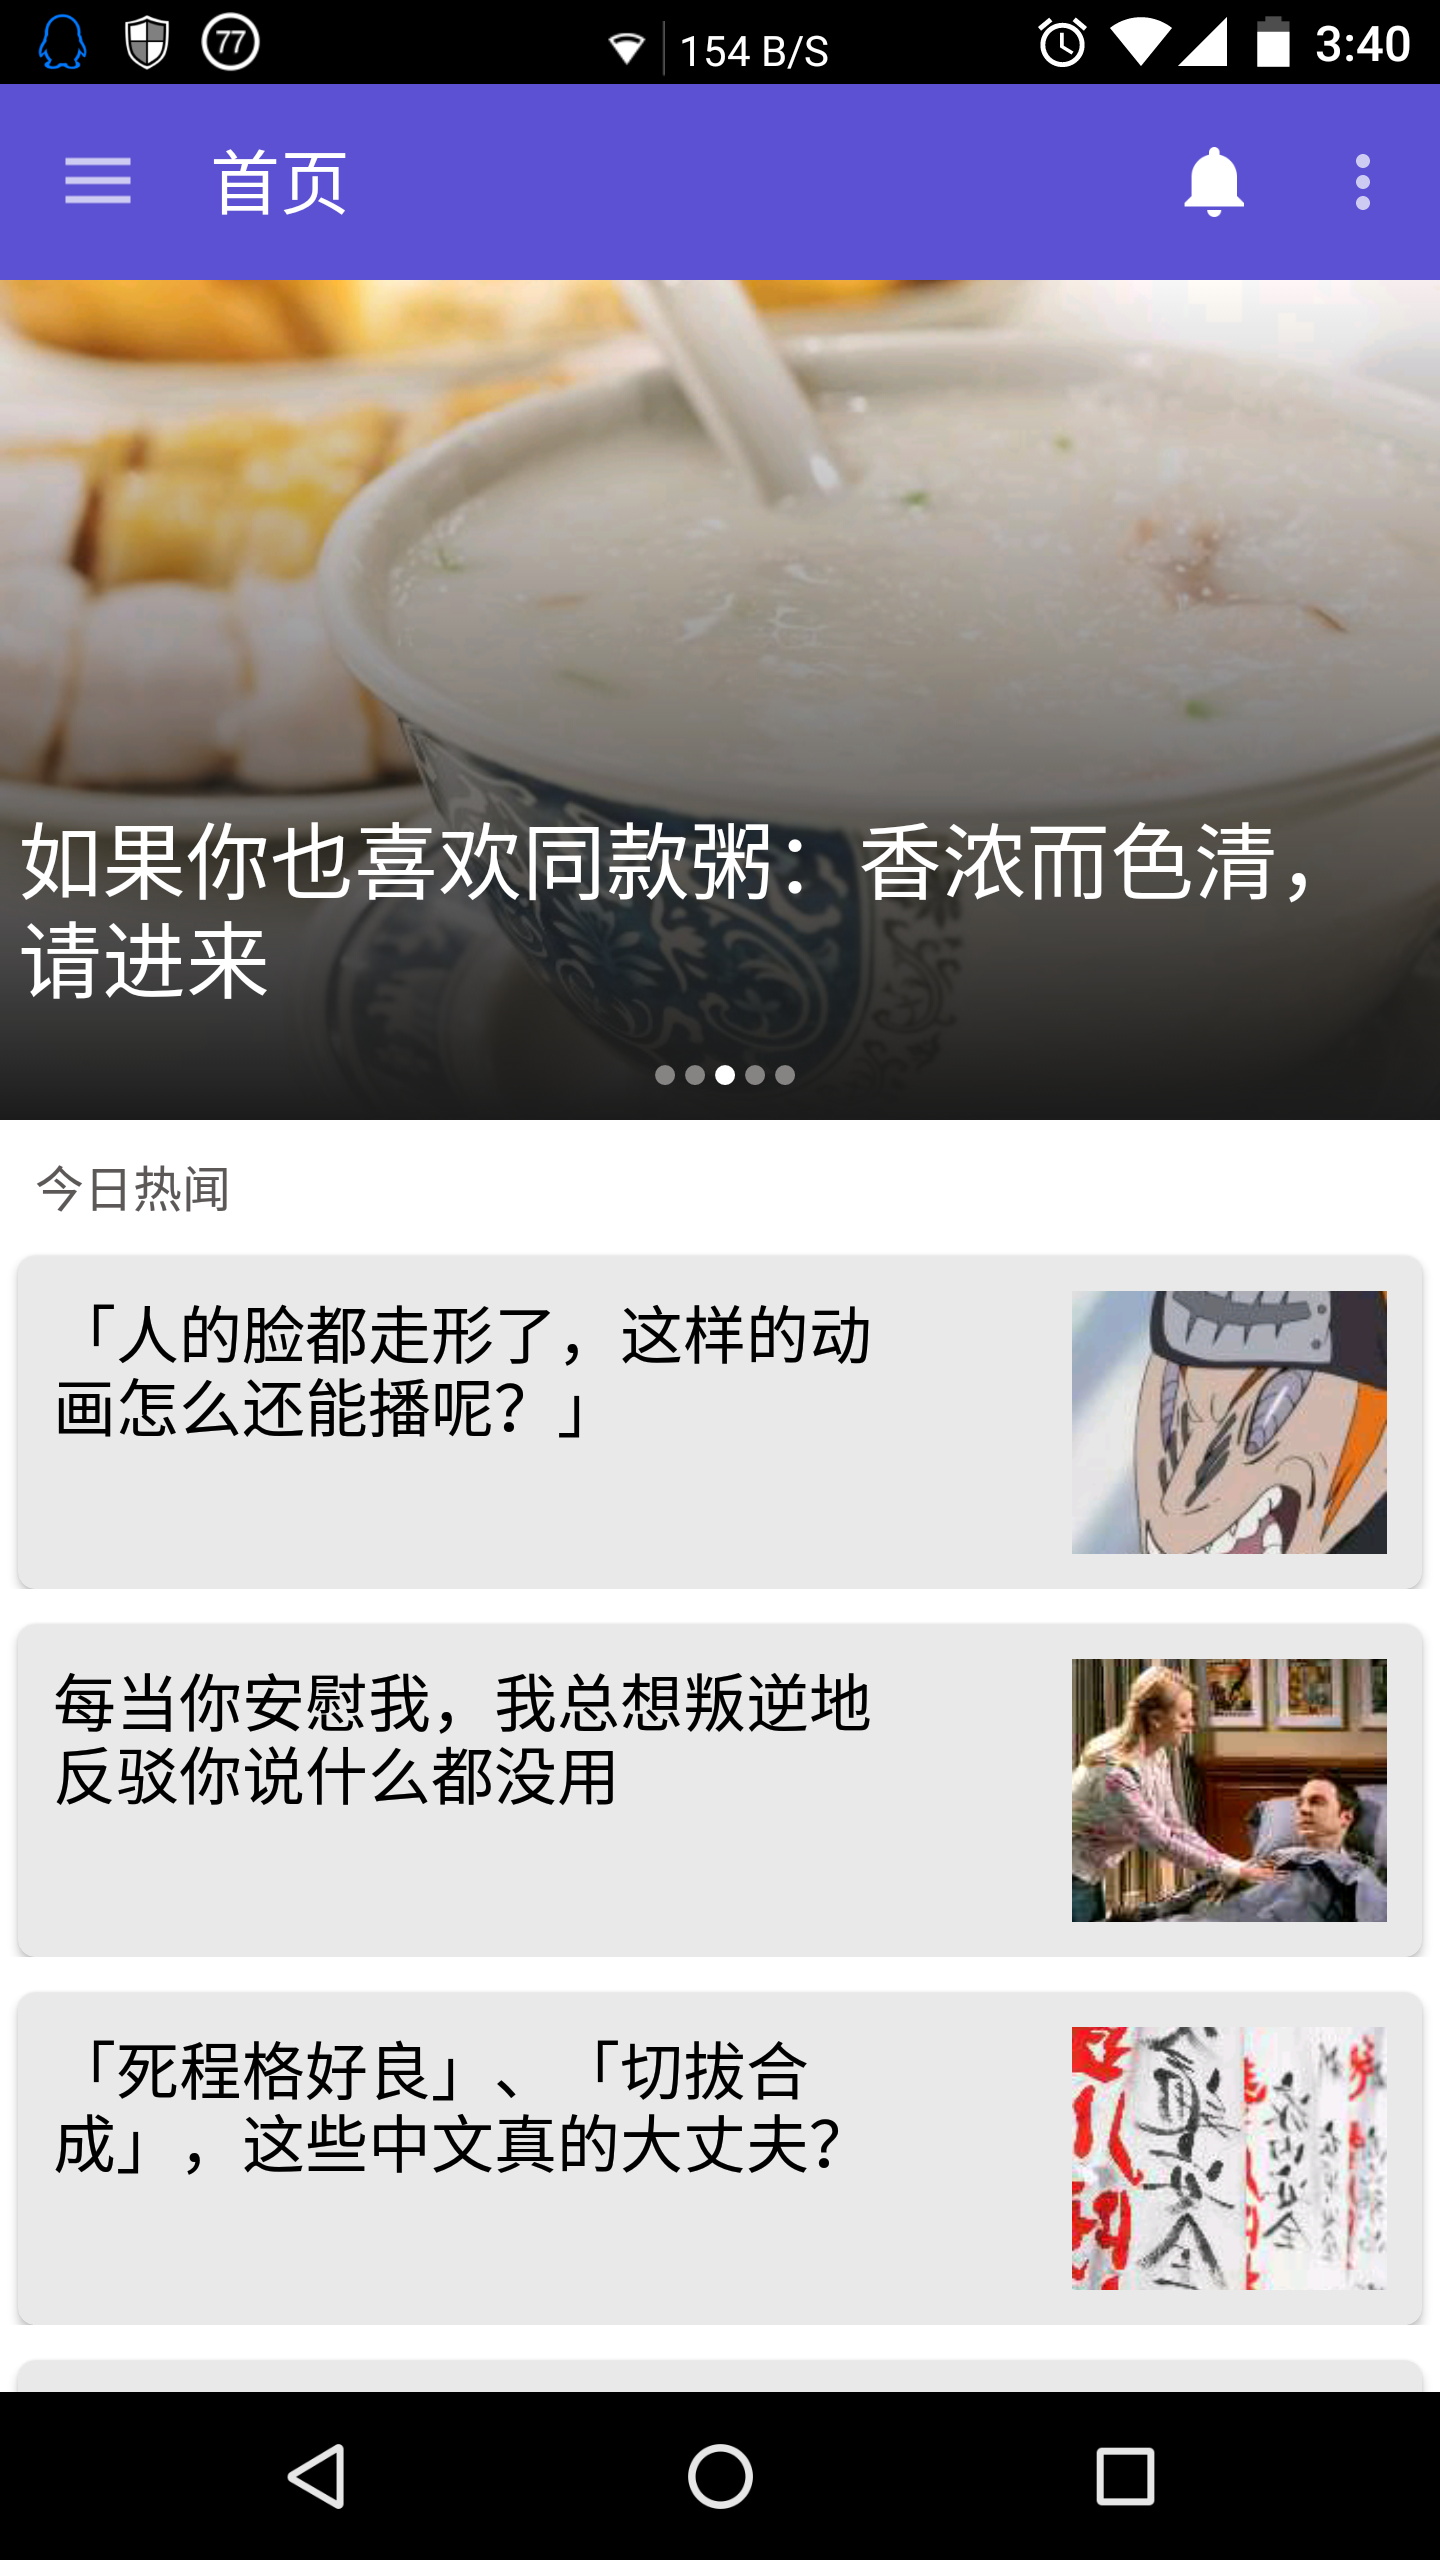 77
154 B/S
3:40
首页
如果你也喜欢同款粥：香浓而色清，
请进来
今日热闻
「人的脸都走形了，这样的动
画怎么还能播呢？」
每当你安慰我，我总想叛逆地
反驳你说什么都没用
「死程格好良」、「切拔合
成」，这些中文真的大丈夫？